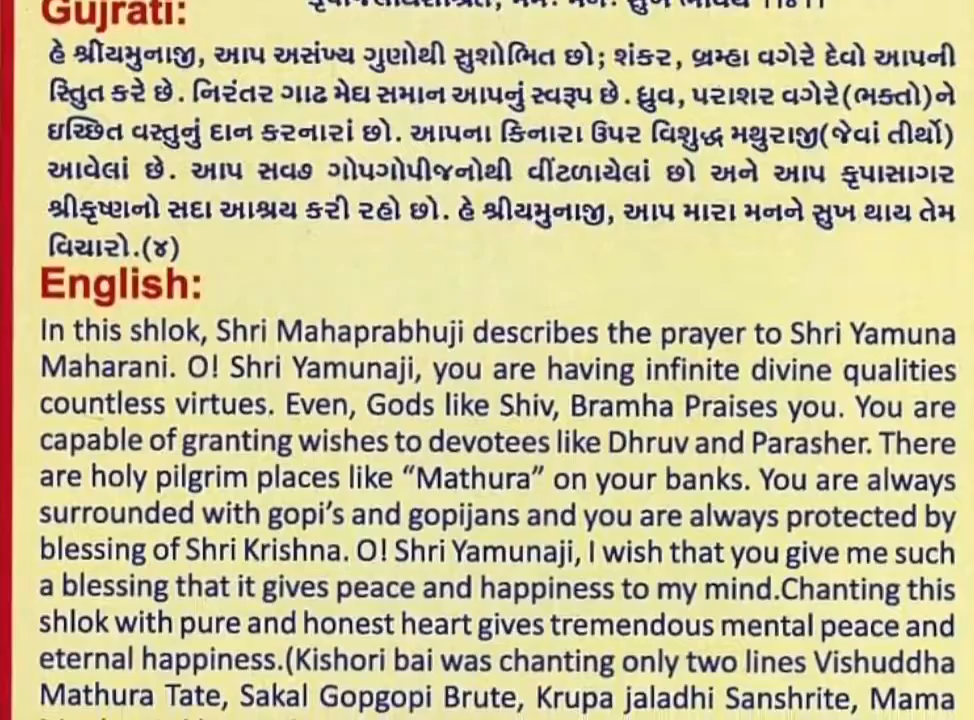 Gujrati:
હે શ્રીયમુનાજી, આપ અસંખ્ય ગુણોથી સુશોભિત છો; શંકર, બ્રમ્હા વગેરે દેવો આપની
સ્તુિત કરે છે. નિરંતર ગાઢ મેઘ સમાન આપનું સ્વરૂપ છે. ધ્રુવ, પરાશર વગેરે(ભક્તો)ને
ઇચ્છિત વસ્તુનું દાન કરનારાં છો. આપના કિનારા ઉપર વિશુદ્ધ મથુરાજી(જેવાં તીર્થો)
આવેલાં છે. આપ સવ૭ ગોપગોપીજનોથી વીંટળાયેલાં છો અને આપ કૃપાસાગર
શ્રીકૃષ્ણનો સદા આશ્રય કરી રહો છો. હે શ્રીયમુનાજી, આપ મારા મનને સુખ થાય તેમ
વિચારો.(૪)
English:
In this shlok, Shri Mahaprabhuji describes the prayer to Shri Yamuna
Maharani. O! Shri Yamunaji, you are having infinite divine qualities
countless virtues. Even, Gods like Shiv, Bramha Praises you. You are
capable of granting wishes to devotees like Dhruv and Parasher. There
are holy pilgrim places like “Mathura” on your banks. You are always
surrounded with gopi’s and gopijans and you are always protected by
blessing of Shri Krishna. O! Shri Yamunaji, I wish that you give me such
a blessing that it gives peace and happiness to my mind.Chanting this
shlok with pure and honest heart gives tremendous mental peace and
eternal happiness.(Kishori bai was chanting only two lines Vishuddha
Mathura Tate, Sakal Gopgopi Brute, Krupa jaladhi Sanshrite, Mama